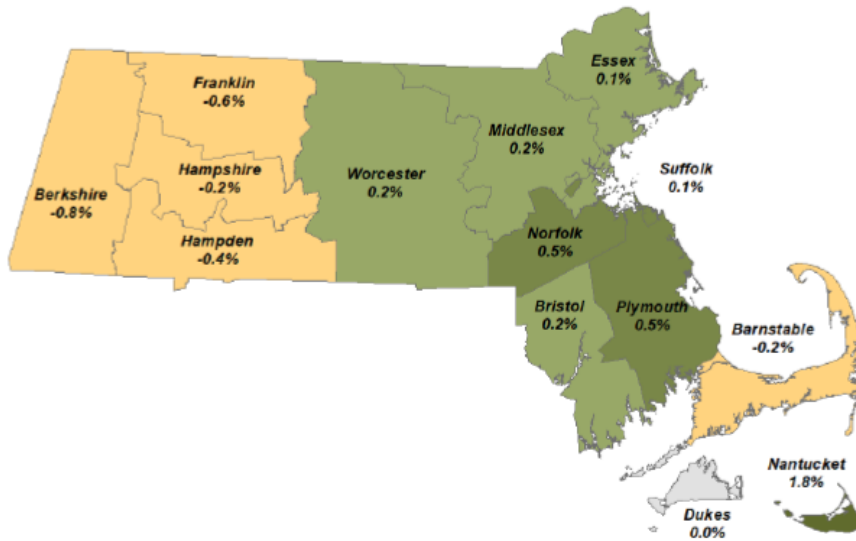 Essex
0.1%
Franklin
-0.6%
Middlesex
0.2%
Hampshire
-0.2%
Worcester
0.2%
Suffolk
0.1%
Berkshire
-0.8%
Hampden
-0.4%
Norfolk
0.5%
Bristol
0.2%
Plymouth
0.5%
Barnstable
-0.2%
Nantucket
1.8%
Dukes
0.0%